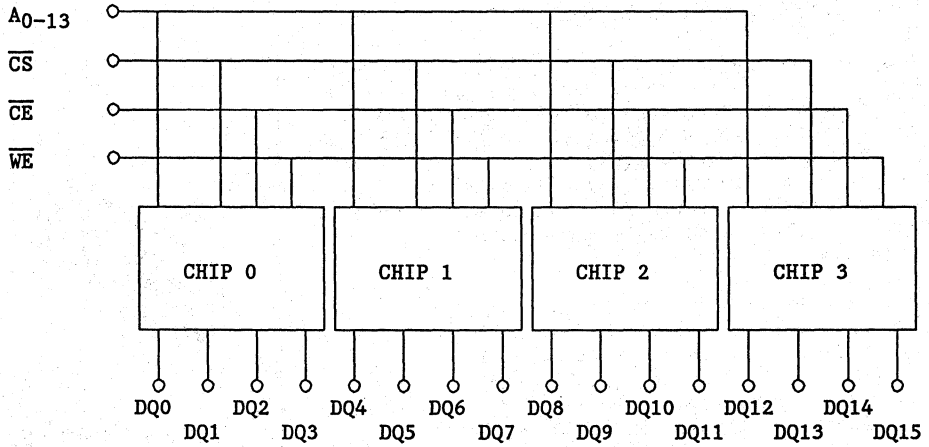 A0-13
CS
CE
WE
CHIP 0 CHIP 1 CHIP 2 CHIP 3
DQ0 DQ2 DQ4 DQ6 DQ8 DQ10 DQ12 DQ14
DQ1 DQ3 DQ5 DQ7 DQ9 DQ11 DQ13 DQ15